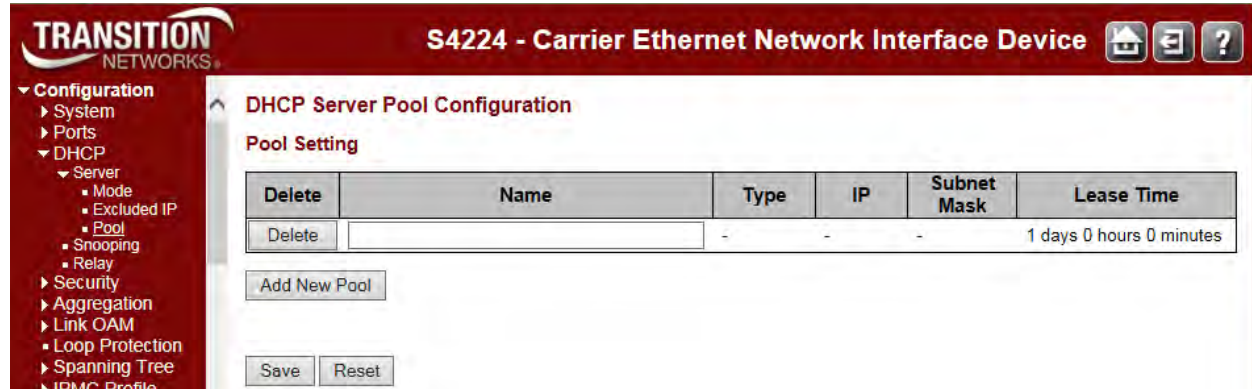 TRANSITION
NETWORKS®
S4224 - Carrier Ethernet Network Interface Device
?
Configuration
System
Ports
DHCP
Server
Mode
Excluded IP
Pool
Snooping
Relay
Security
Aggregation
Link OAM
Loop Protection
Spanning Tree
IPMC Profile
DHCP Server Pool Configuration
Pool Setting
Delete Name Type IP Subnet Mask Lease Time
Delete - - - 1 days 0 hours 0 minutes
Add New Pool
Save Reset